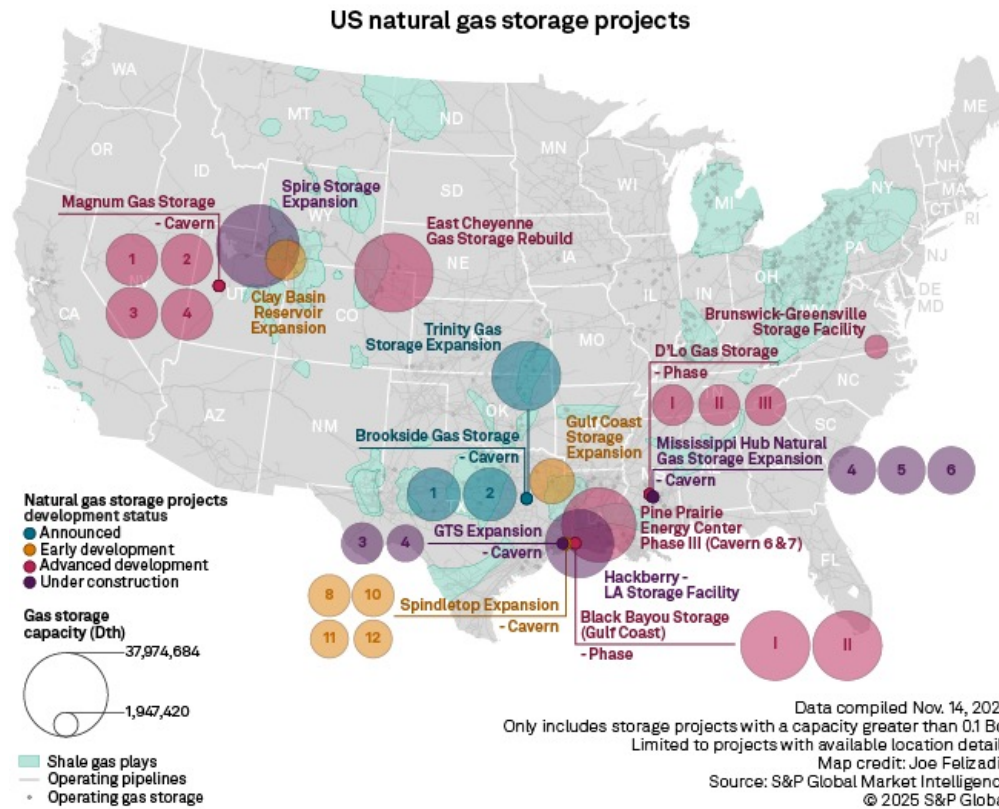 US natural gas storage projects
WA
MT
ND
ME
OR
ID
MN
VT
NH
WI
SD
NY
MA
CT
RI
MI
WY
Spire Storage
Expansion
Magnum Gas Storage
- Cavern
1
2
3
4
NV
UT
East Cheyenne
Gas Storage Rebuild
NE
IA
PA
NJ
OH
IL
IN
DE
MD
WV
Clay Basin
Reservoir
Expansion
CO
CA
Trinity Gas
Storage Expansion
MO
Brunswick-Greensville
Storage Facility
D'Lo Gas Storage
- Phase
I
II
III
NC
SC
AZ
NM
OK
Gulf Coast
Storage
Expansion
Brookside Gas Storage
- Cavern
1
2
Mississippi Hub Natural
Gas Storage Expansion
- Cavern
4
5
6
Pine Prairie
Energy Center
Phase III (Cavern 6 & 7)
GTS Expansion
- Cavern
3
4
FL
Hackberry -
LA Storage Facility
Spindletop Expansion
- Cavern
8
10
11
12
Black Bayou Storage
(Gulf Coast)
- Phase
I
II
Natural gas storage projects
development status
Announced
Early development
Advanced development
Under construction
Gas storage
capacity (Dth)
37,974,684
1,947,420
Shale gas plays
Operating pipelines
Operating gas storage
Data compiled Nov. 14, 202
Only includes storage projects with a capacity greater than 0.1 B
Limited to projects with available location detail
Map credit: Joe Felizadi
Source: S&P Global Market Intelligenc
© 2025 S&P Globa